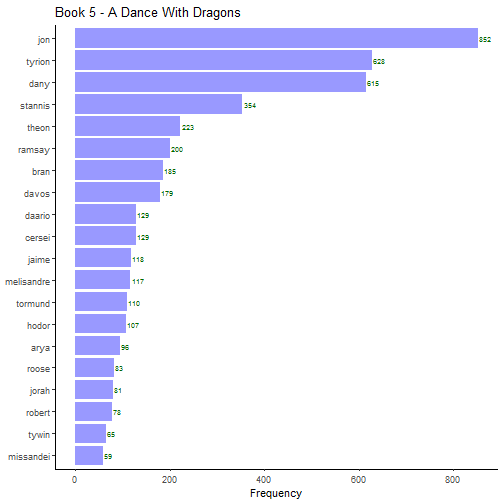 Book 5 - A Dance With Dragons
jon 852
tyrion 628
dany 615
stannis 354
theon 223
ramsay 200
bran 185
davos 179
daario 129
cersei 129
jaime 118
melisandre 117
tormund 110
hodor 107
arya 96
roose 83
jorah 81
robert 78
tywin 65
missandei 59
0 200 400 600 800
Frequency